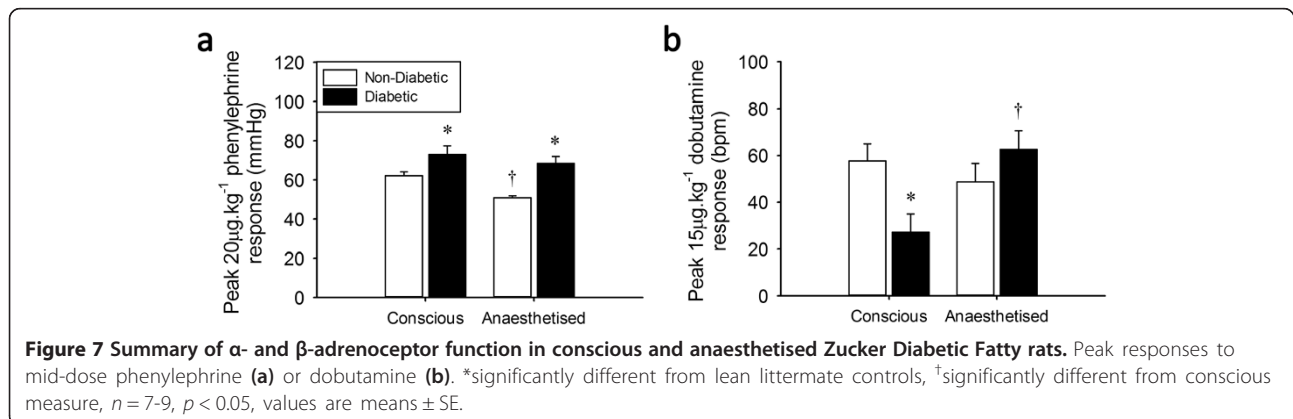 a
Peak 20μg.kg⁻¹ phenylephrine
response (mmHg)
120
100
80
60
40
20
0
Non-Diabetic
Diabetic
*
†
*
Conscious
Anaesthetised
b
Peak 15μg.kg⁻¹ dobutamine
response (bpm)
100
80
60
40
20
0
*
†
Conscious
Anaesthetised
Figure 7 Summary of α- and β-adrenoceptor function in conscious and anaesthetised Zucker Diabetic Fatty rats. Peak responses to
mid-dose phenylephrine (a) or dobutamine (b). *significantly different from lean littermate controls, †significantly different from conscious
measure, n = 7-9, p < 0.05, values are means ± SE.